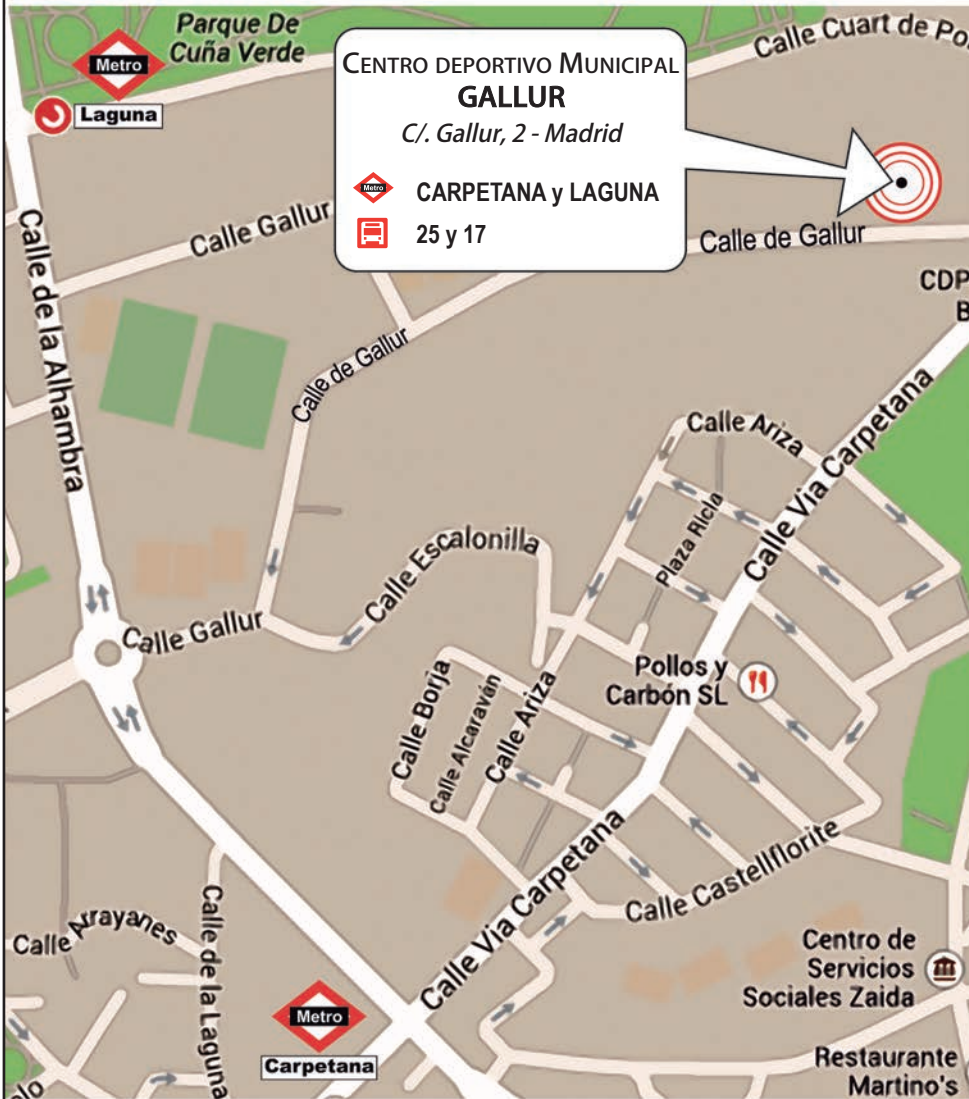 Parque De
Cuña Verde
Metro
Laguna
CENTRO DEPORTIVO MUNICIPAL
GALLUR
C/. Gallur, 2 - Madrid
Metro
CARPETANA y LAGUNA
25 y 17
Calle Cuart de Po
Calle Gallur
Calle de Gallur
CDP
B
Calle de la Alhambra
Calle de Gallur
Calle Ariza
Calle Via Carpetana
Plaza Ricla
Calle Escalonilla
Calle Gallur
Pollos y
Carbón SL
Calle Borja
Calle Alcaraván
Calle Ariza
Calle Via Carpetana
Calle Castellflorite
Calle Arrayanes
Calle de la Laguna
Centro de
Servicios
Sociales Zaida
Metro
Carpetana
Restaurante
Martino's
elo